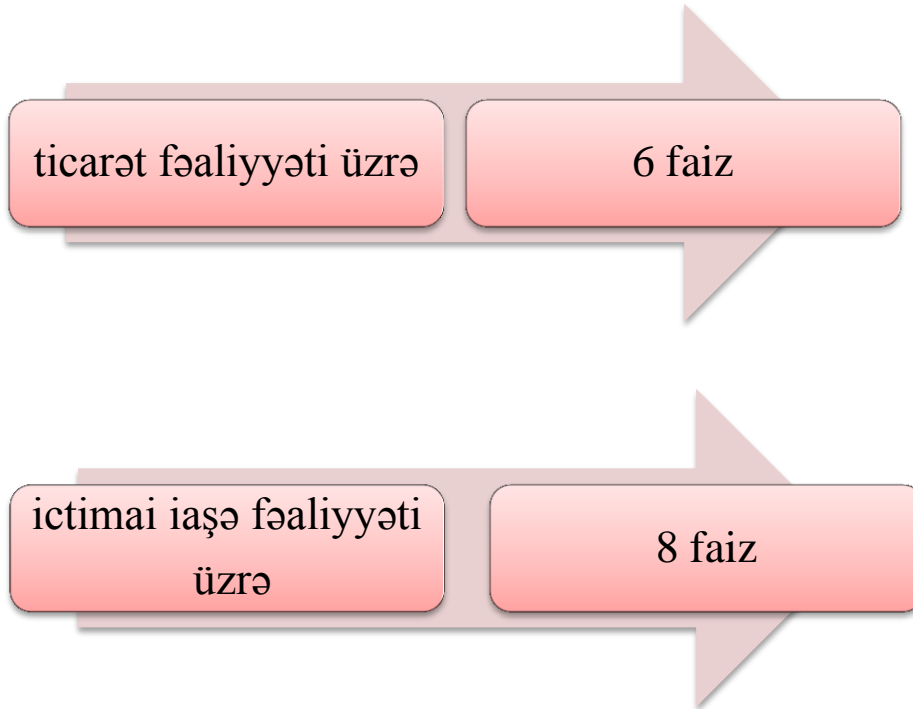 ticarət fəaliyyəti üzrə
6 faiz
ictimai iaşə fəaliyyəti
üzrə
8 faiz